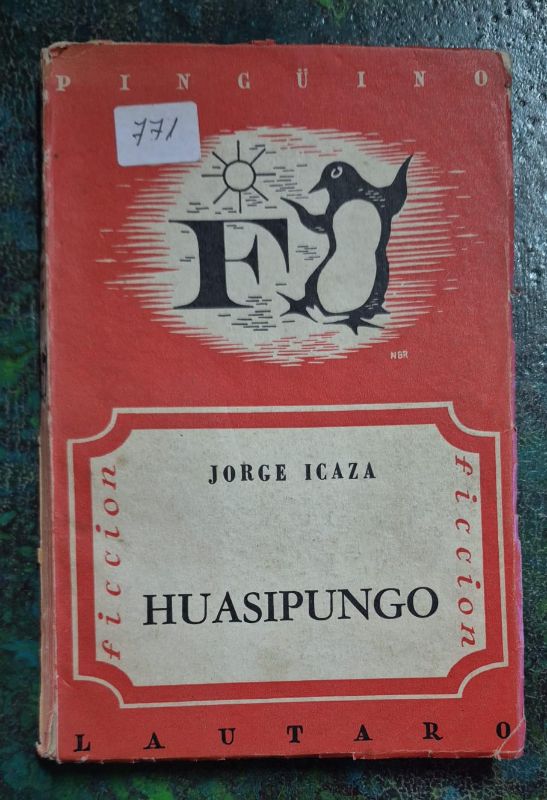 PINGÜINO
771
F
NGR
JORGE ICAZA
ficcion
ficcion
HUASIPUNGO
LAUTARO